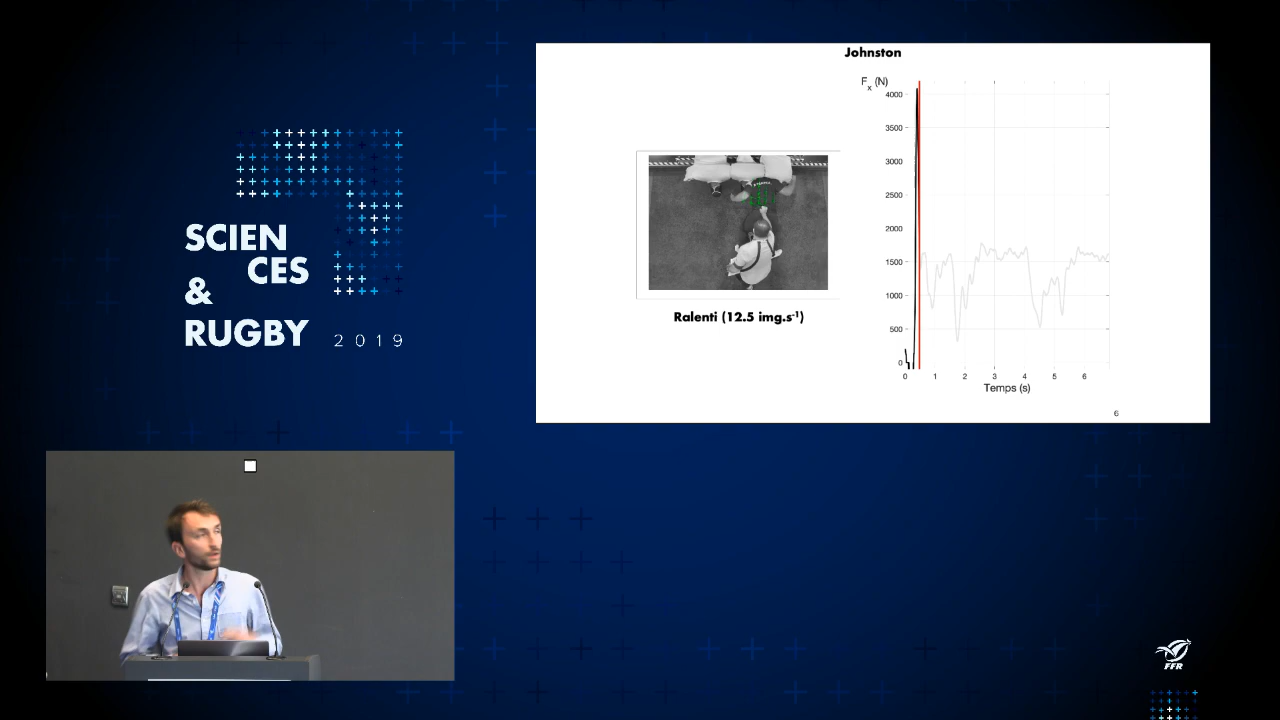 SCIEN
CES
&
RUGBY 2019
Johnston
Fx (N)
4000
3500
3000
2500
2000
1500
1000
500
0
0 1 2 3 4 5 6
Temps (s)
Ralenti (12.5 img.s-1)
6
FFR